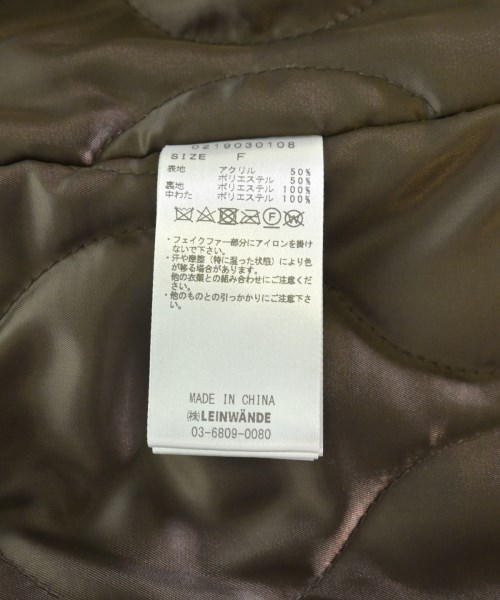 0219030108
SIZE F
表地 アクリル 50%
ポリエステル 50%
裏地 ポリエステル 100%
中わた ポリエステル 100%
F W
・フェイクファー部分にアイロンを掛け
ないで下さい。
・汗や摩擦（特に湿った状態）により色
が移る場合があります。
他の衣類との組み合わせにご注意くだ
さい。
・他のものとの引っかかりにご注意下さ
い。
MADE IN CHINA
㈱LEINWÄNDE
03-6809-0080